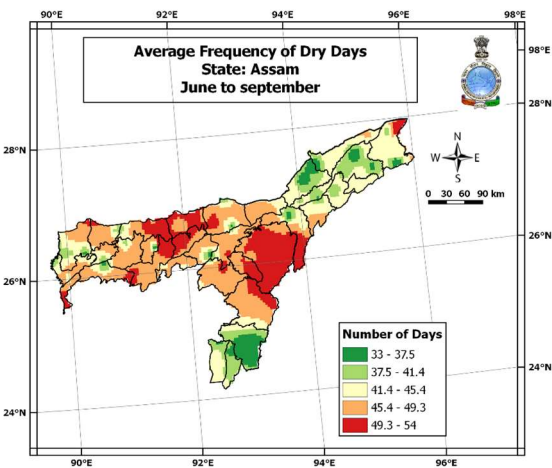 90°E 92°E 94°E 96°E 98°E
Average Frequency of Dry Days
State: Assam
June to september
98°E
28°N
28°N
N
W E
S
0 30 60 90 km
26°N
26°N
Number of Days
33 - 37.5
37.5 - 41.4
41.4 - 45.4
45.4 - 49.3
49.3 - 54
24°N
24°N
90°E 92°E 94°E 96°E